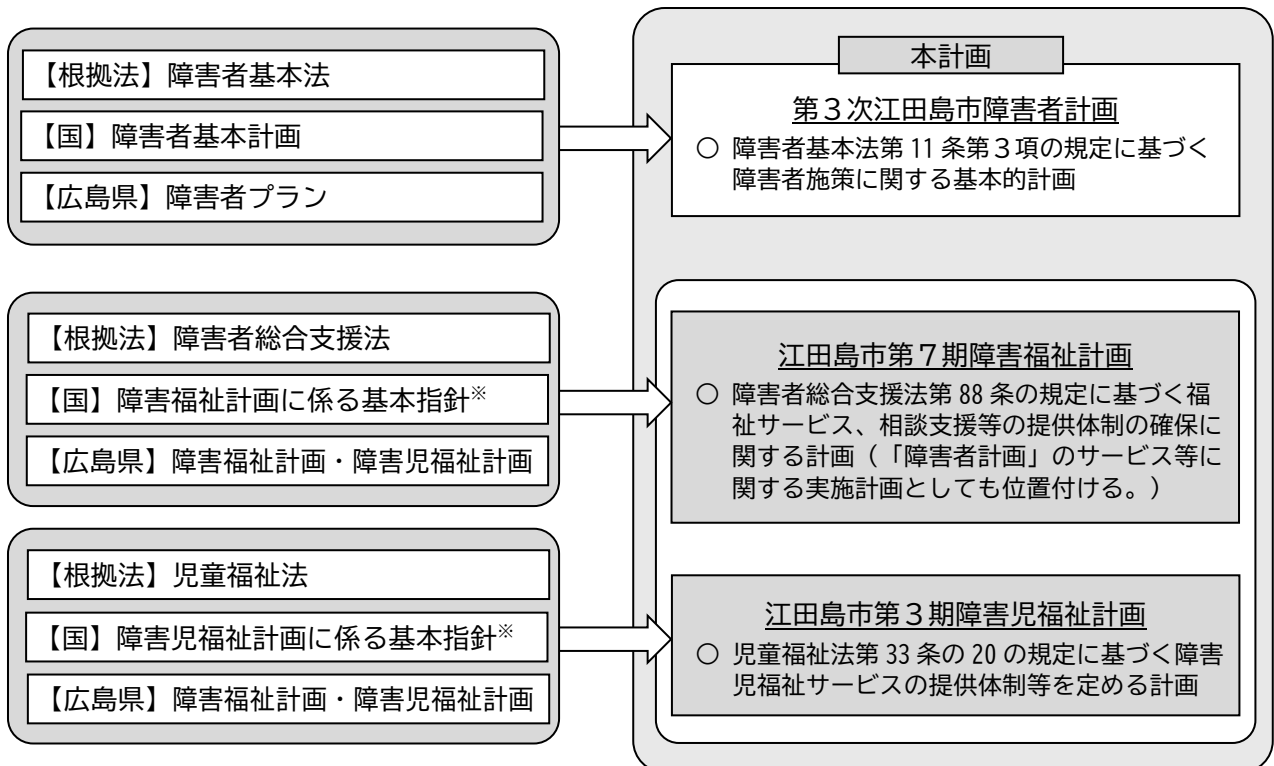 【根拠法】障害者基本法
【国】障害者基本計画
【広島県】障害者プラン
本計画
第３次江田島市障害者計画
○ 障害者基本法第 11 条第３項の規定に基づく
障害者施策に関する基本的計画
【根拠法】障害者総合支援法
【国】障害福祉計画に係る基本指針※
【広島県】障害福祉計画・障害児福祉計画
江田島市第７期障害福祉計画
○ 障害者総合支援法第 88 条の規定に基づく福
祉サービス、相談支援等の提供体制の確保に
関する計画（「障害者計画」のサービス等に
関する実施計画としても位置付ける。）
【根拠法】児童福祉法
【国】障害児福祉計画に係る基本指針※
【広島県】障害福祉計画・障害児福祉計画
江田島市第３期障害児福祉計画
○ 児童福祉法第 33 条の 20 の規定に基づく障害
児福祉サービスの提供体制等を定める計画